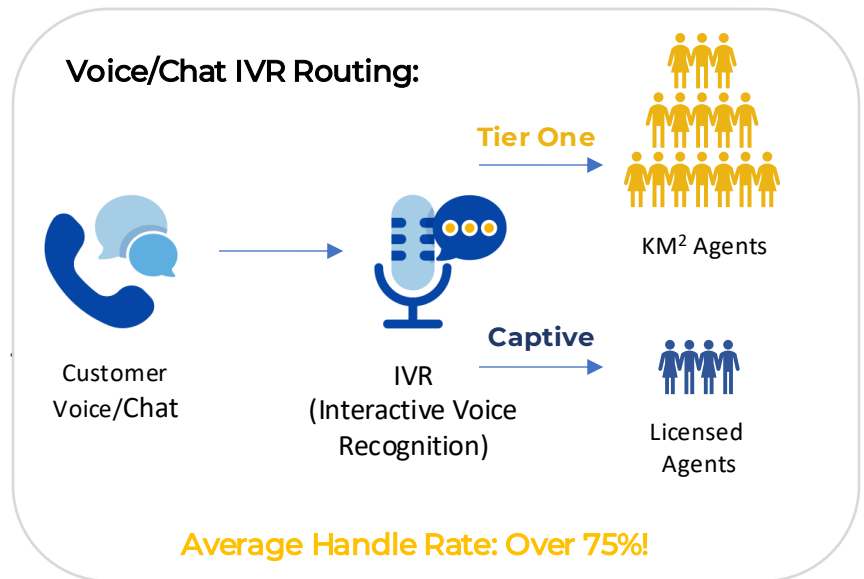 Voice/Chat IVR Routing:
Tier One
KM² Agents
Captive
Customer
Voice/Chat
IVR
(Interactive Voice
Recognition)
Licensed
Agents
Average Handle Rate: Over 75%!